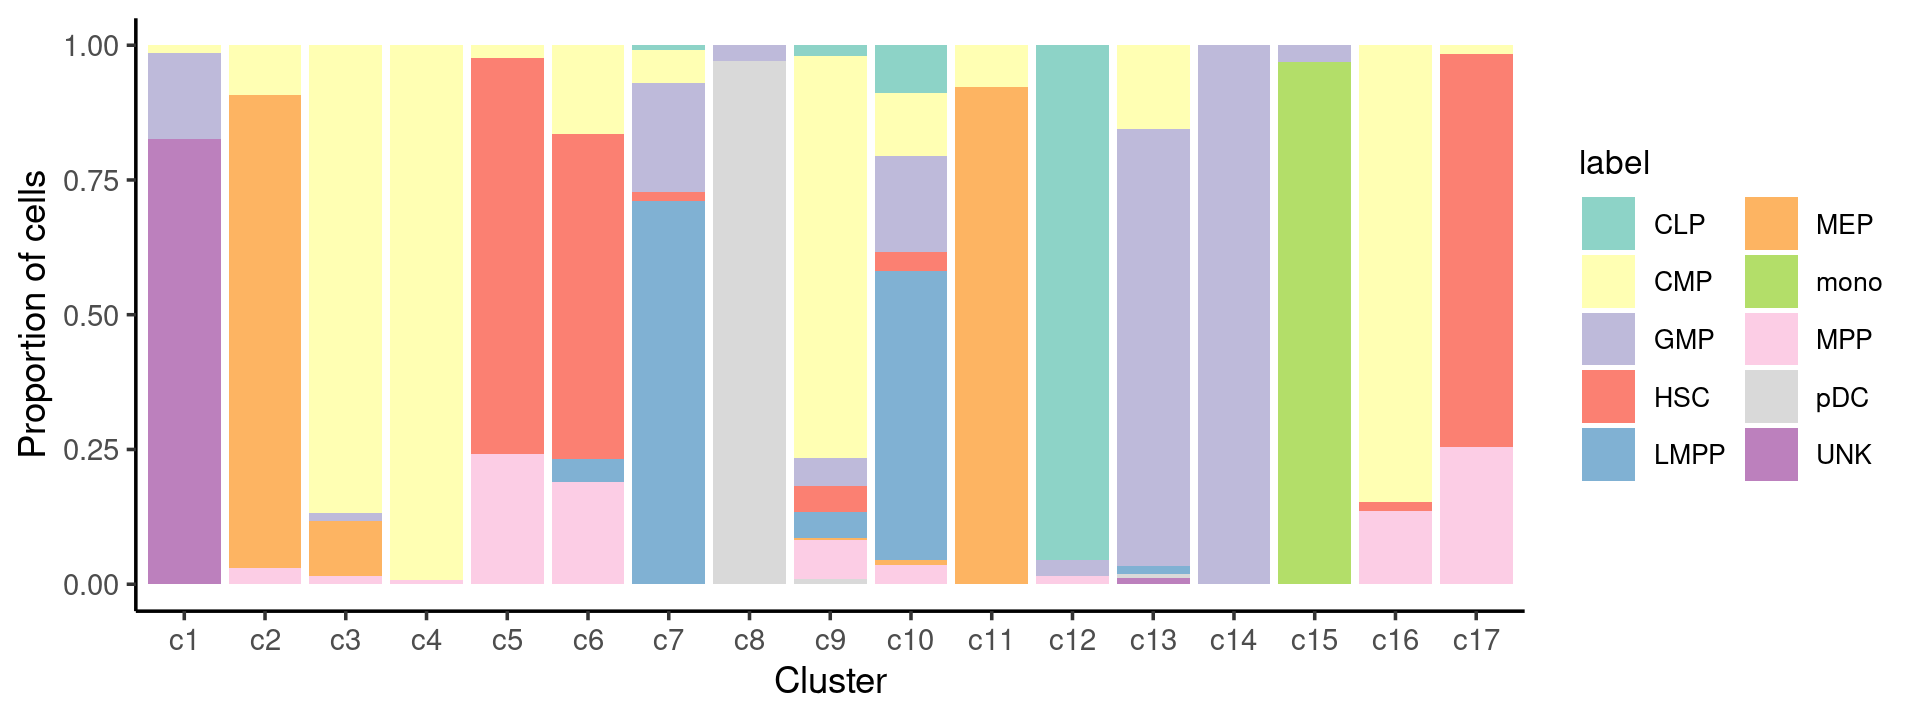 Proportion of cells
1.00
0.75
0.50
0.25
0.00
c1 c2 c3 c4 c5 c6 c7 c8 c9 c10 c11 c12 c13 c14 c15 c16 c17
Cluster
label
CLP MEP
CMP mono
GMP MPP
HSC pDC
LMPP UNK